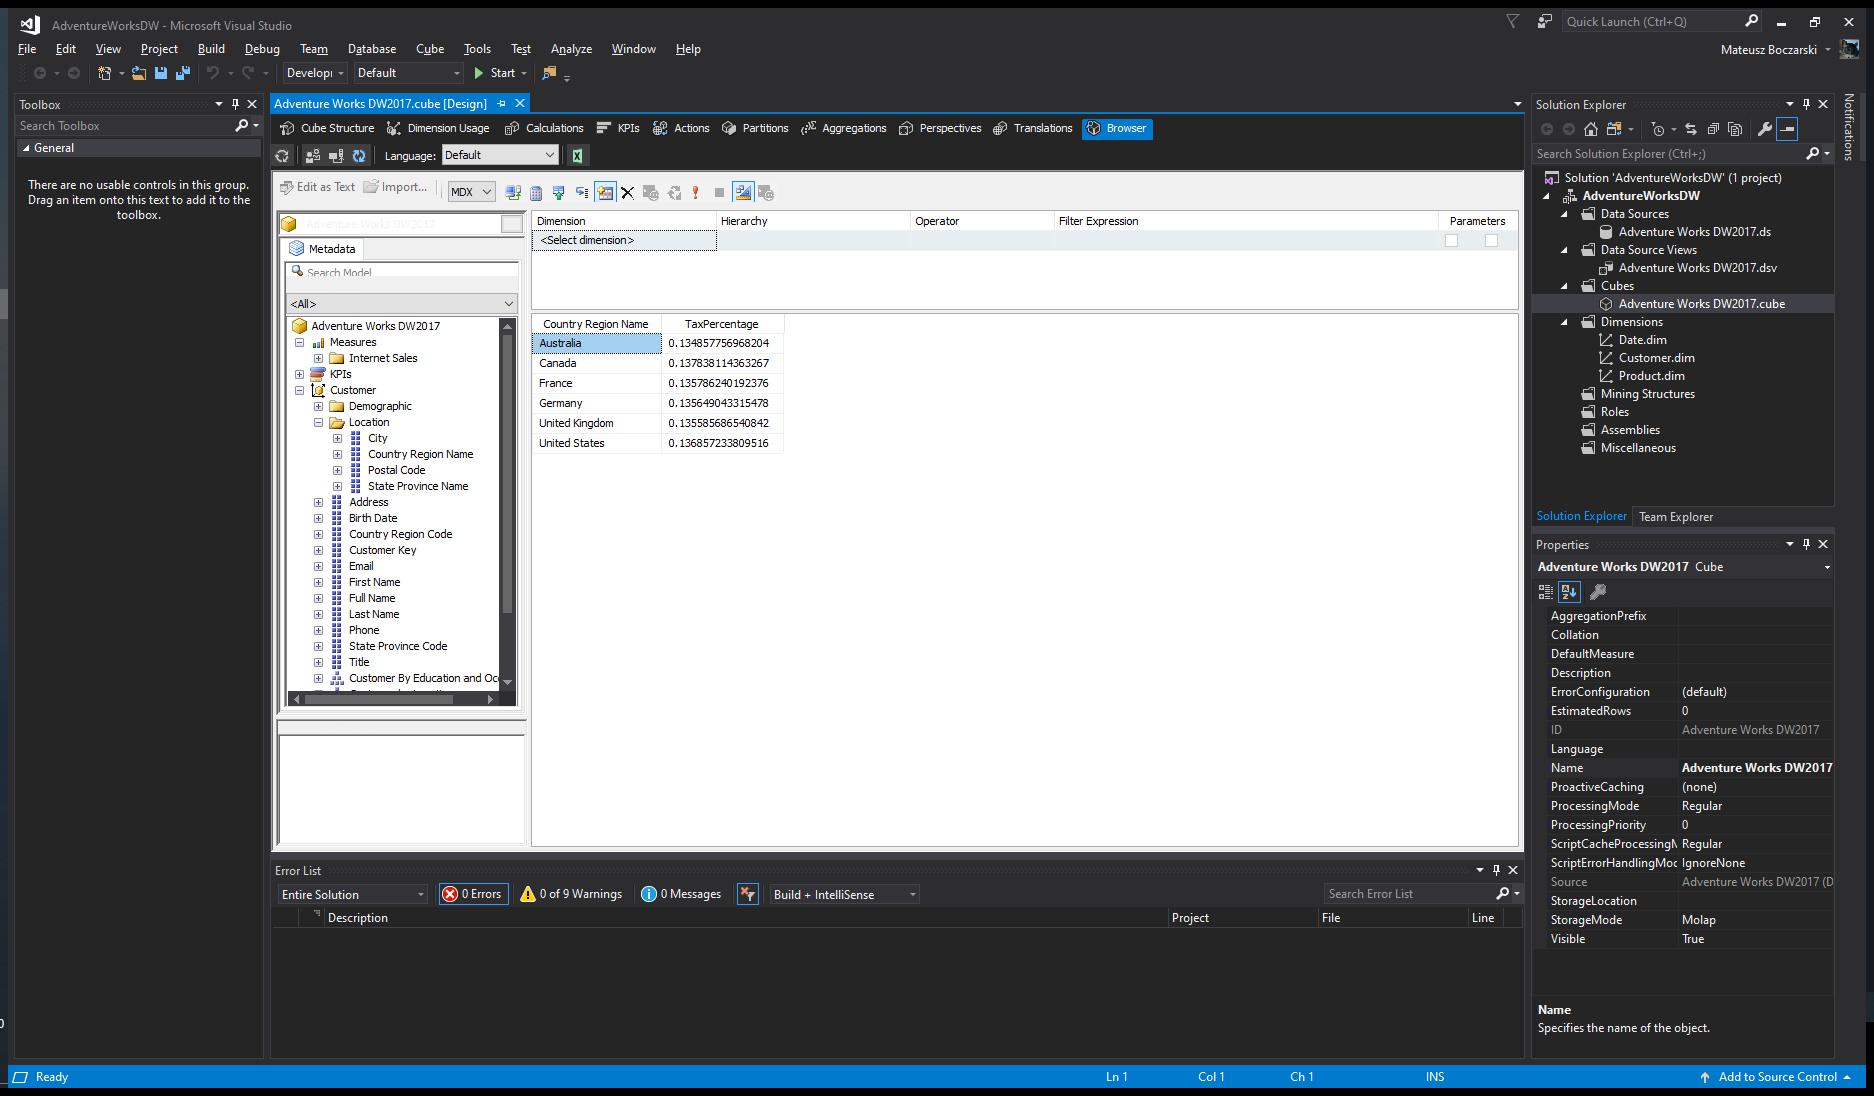 AdventureWorksDW - Microsoft Visual Studio
Quick Launch (Ctrl+Q)
File Edit View Project Build Debug Team Database Cube Tools Test Analyze Window Help
Mateusz Boczarski
Developi Default Start
Toolbox
Search Toolbox
General
There are no usable controls in this group.
Drag an item onto this text to add it to the
toolbox.
Adventure Works DW2017.cube [Design]
Cube Structure Dimension Usage Calculations KPIs Actions Partitions Aggregations Perspectives Translations Browser
Language: Default
Edit as Text Import... MDX
Adventure Works DW2017
Metadata
Search Model
<All>
Adventure Works DW2017
Measures
Internet Sales
KPIs
Customer
Demographic
Location
City
Country Region Name
Postal Code
State Province Name
Address
Birth Date
Country Region Code
Customer Key
Email
First Name
Full Name
Last Name
Phone
State Province Code
Title
Customer By Education and Occ
Dimension Hierarchy Operator Filter Expression Parameters
<Select dimension>
Country Region Name TaxPercentage
Australia 0.134857756968204
Canada 0.137838114363267
France 0.135786240192376
Germany 0.135649043315478
United Kingdom 0.135585686540842
United States 0.136857233809516
Error List
Entire Solution 0 Errors 0 of 9 Warnings 0 Messages Build + IntelliSense Search Error List
Description Project File Line
Solution Explorer
Search Solution Explorer (Ctrl+;)
Solution 'AdventureWorksDW' (1 project)
AdventureWorksDW
Data Sources
Adventure Works DW2017.ds
Data Source Views
Adventure Works DW2017.dsv
Cubes
Adventure Works DW2017.cube
Dimensions
Date.dim
Customer.dim
Product.dim
Mining Structures
Roles
Assemblies
Miscellaneous
Solution Explorer Team Explorer
Notifications
Properties
Adventure Works DW2017 Cube
AggregationPrefix
Collation
DefaultMeasure
Description
ErrorConfiguration (default)
EstimatedRows 0
ID Adventure Works DW2017
Language
Name Adventure Works DW2017
ProactiveCaching (none)
ProcessingMode Regular
ProcessingPriority 0
ScriptCacheProcessingM Regular
ScriptErrorHandlingMoc IgnoreNone
Source Adventure Works DW2017 (D
StorageLocation
StorageMode Molap
Visible True
Name
Specifies the name of the object.
Ready Ln 1 Col 1 Ch 1 INS Add to Source Control